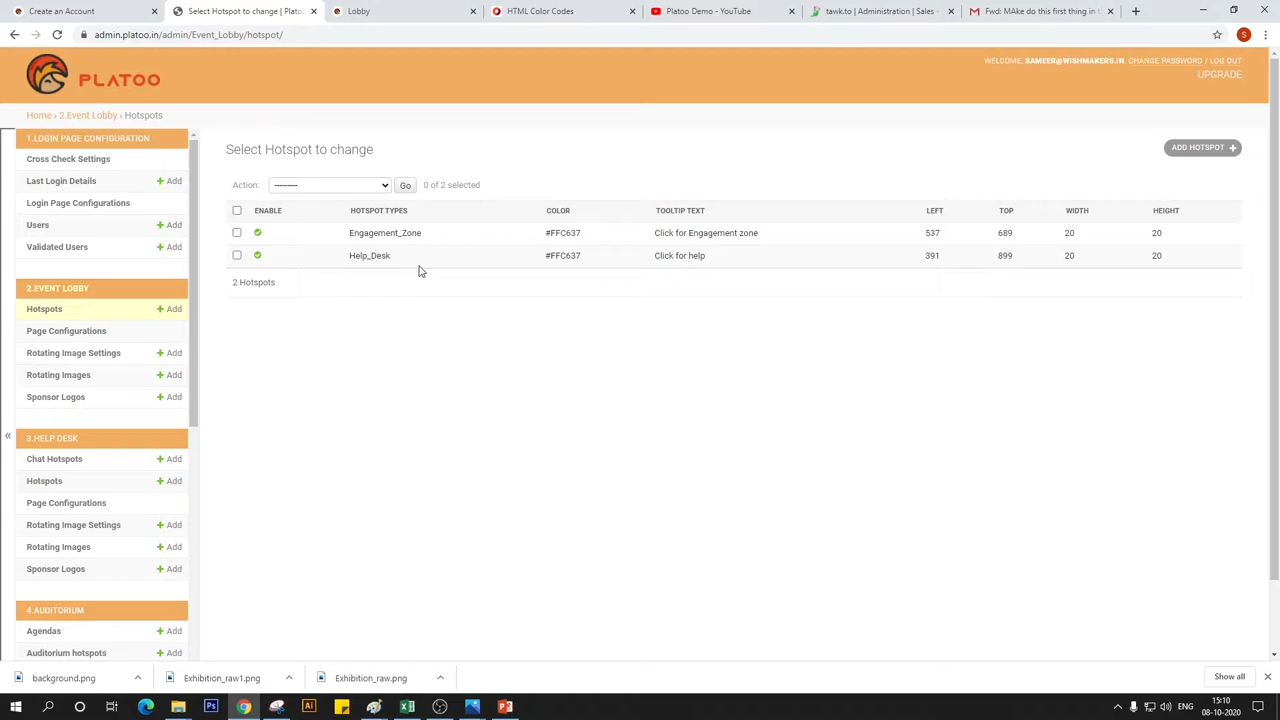 Create an Account
Select Hotspot to change | Platoo
Lobby
HTML Color Codes
Platoo Demo - YouTube
tawk.to | Administration | Sales -
Fwd: MAke do this first thing in t
admin.platoo.in/admin/Event_Lobby/hotspot/
S
PLATOO
WELCOME, SAMEER@WISHMAKERS.IN. CHANGE PASSWORD / LOG OUT
UPGRADE
Home › 2.Event Lobby › Hotspots
1.LOGIN PAGE CONFIGURATION
Cross Check Settings
Last Login Details + Add
Login Page Configurations
Users + Add
Validated Users + Add
2.EVENT LOBBY
Hotspots + Add
Page Configurations
Rotating Image Settings + Add
Rotating Images + Add
Sponsor Logos + Add
3.HELP DESK
Chat Hotspots + Add
Hotspots + Add
Page Configurations
Rotating Image Settings + Add
Rotating Images + Add
Sponsor Logos + Add
4.AUDITORIUM
Agendas + Add
Auditorium hotspots + Add
«
Select Hotspot to change
ADD HOTSPOT +
Action: --------- Go 0 of 2 selected
ENABLE HOTSPOT TYPES COLOR TOOLTIP TEXT LEFT TOP WIDTH HEIGHT
Engagement_Zone #FFC637 Click for Engagement zone 537 689 20 20
Help_Desk #FFC637 Click for help 391 899 20 20
2 Hotspots
background.png
Exhibition_raw1.png
Exhibition_raw.png
Show all
15:10
08-10-2020